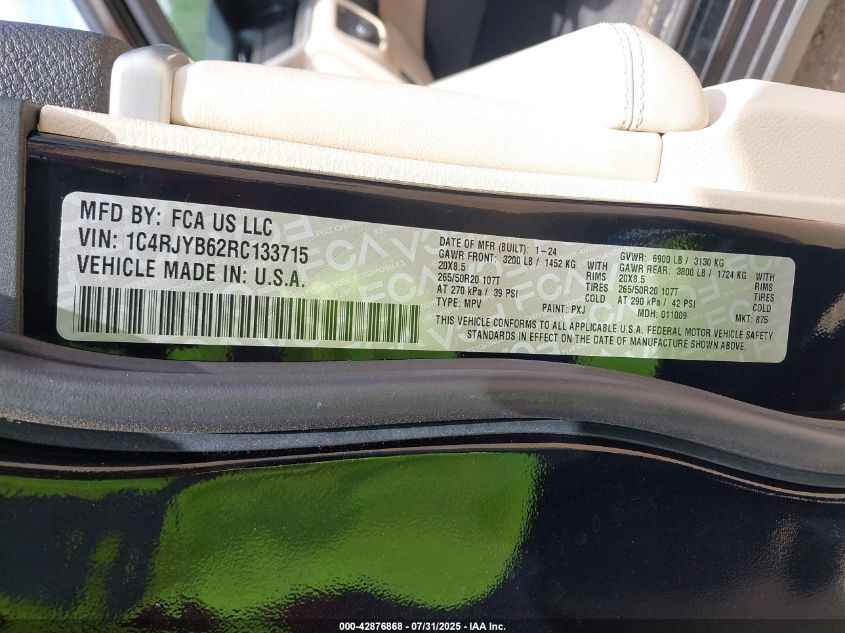 MFD BY: FCA US LLC
VIN: 1C4RJYB62RC133715
VEHICLE MADE IN U.S.A.
DATE OF MFR (BUILT): 1-24
GAWR FRONT: 3200 LB / 1452 KG WITH
20X8.5 RIMS
265/50R20 107T TIRES
AT 270 kPa / 39 PSI COLD
TYPE: MPV PAINT: PXJ
GVWR: 6900 LB / 3130 KG
GAWR REAR: 3800 LB / 1724 KG WITH
20X8.5 RIMS
265/50R20 107T TIRES
AT 290 kPa / 42 PSI COLD
MDH: 011009 MKT: 875
THIS VEHICLE CONFORMS TO ALL APPLICABLE U.S.A. FEDERAL MOTOR VEHICLE SAFETY
STANDARDS IN EFFECT ON THE DATE OF MANUFACTURE SHOWN ABOVE.
000-42876868 - 07/31/2025 - IAA Inc.